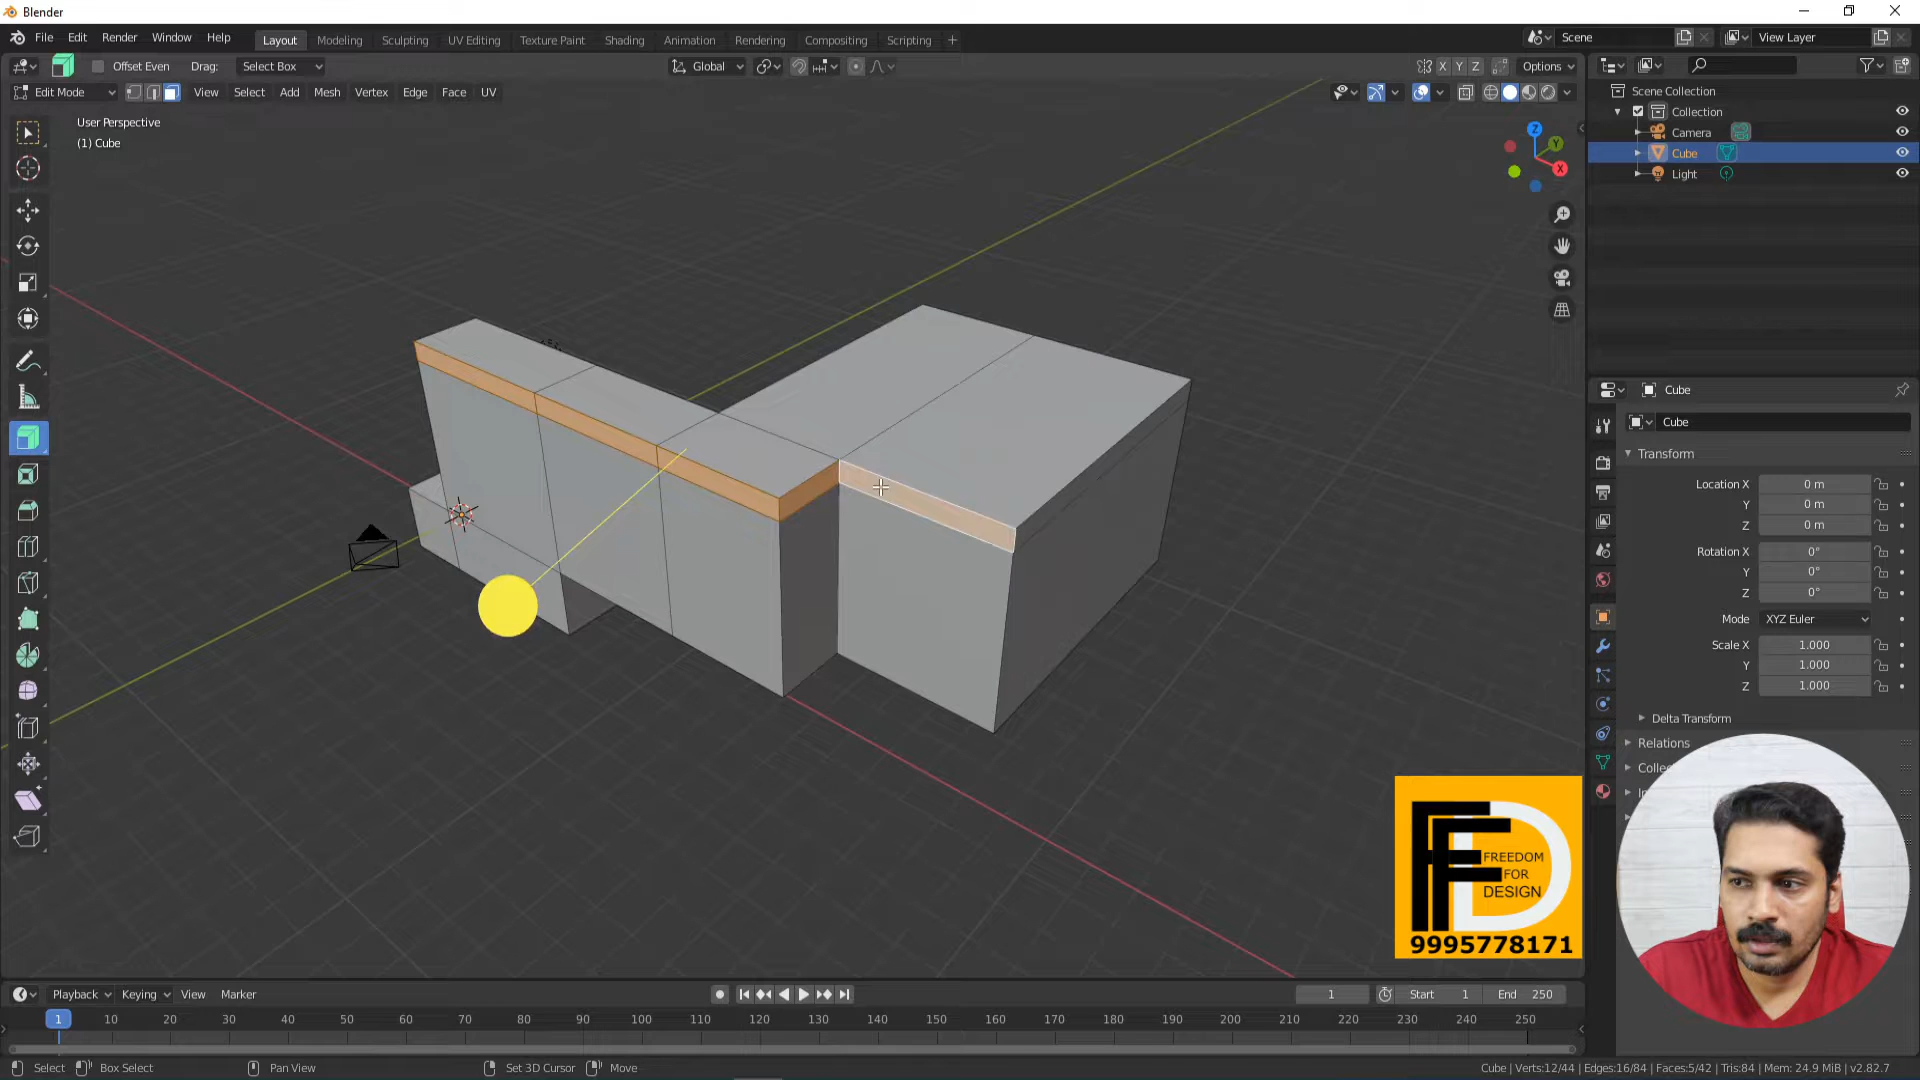 Blender
File Edit Render Window Help
Layout Modeling Sculpting UV Editing Texture Paint Shading Animation Rendering Compositing Scripting +
Scene
View Layer
Offset Even Drag: Select Box
Global
X Y Z Options
Edit Mode View Select Add Mesh Vertex Edge Face UV
User Perspective
(1) Cube
Z
Y
X
Scene Collection
Collection
Camera
Cube
Light
Cube
Cube
Transform
Location X 0 m
Y 0 m
Z 0 m
Rotation X 0°
Y 0°
Z 0°
Mode XYZ Euler
Scale X 1.000
Y 1.000
Z 1.000
Delta Transform
Relations
FREEDOM
FOR
DESIGN
9995778171
Playback Keying View Marker
1 Start 1 End 250
1 10 20 30 40 50 60 70 80 90 100 110 120 130 140 150 160 170 180 190 200 210 220 230 240 250
Select Box Select Pan View Set 3D Cursor Move
Cube | Verts:12/44 | Edges:16/84 | Faces:5/42 | Tris:84 | Mem: 24.9 MiB | v2.82.7